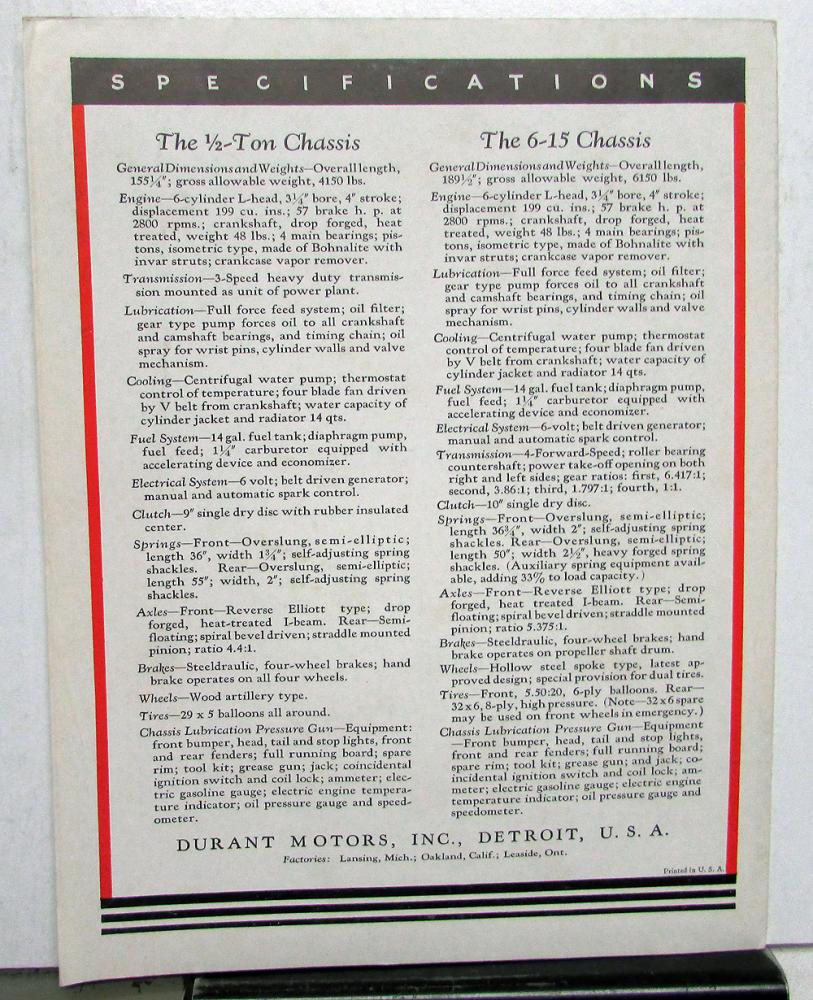 SPECIFICATIONS
The ½-Ton Chassis
General Dimensions and Weights—Overall length,
155¼"; gross allowable weight, 4150 lbs.
Engine—6-cylinder L-head, 3¼" bore, 4" stroke;
displacement 199 cu. ins.; 57 brake h. p. at
2800 rpms.; crankshaft, drop forged, heat
treated, weight 48 lbs.; 4 main bearings; pis-
tons, isometric type, made of Bohnalite with
invar struts; crankcase vapor remover.
Transmission—3-Speed heavy duty transmis-
sion mounted as unit of power plant.
Lubrication—Full force feed system; oil filter;
gear type pump forces oil to all crankshaft
and camshaft bearings, and timing chain; oil
spray for wrist pins, cylinder walls and valve
mechanism.
Cooling—Centrifugal water pump; thermostat
control of temperature; four blade fan driven
by V belt from crankshaft; water capacity of
cylinder jacket and radiator 14 qts.
Fuel System—14 gal. fuel tank; diaphragm pump,
fuel feed; 1¼" carburetor equipped with
accelerating device and economizer.
Electrical System—6 volt; belt driven generator;
manual and automatic spark control.
Clutch—9" single dry disc with rubber insulated
center.
Springs—Front—Overslung, semi-elliptic;
length 36", width 1¾"; self-adjusting spring
shackles. Rear—Overslung, semi-elliptic;
length 55"; width, 2"; self-adjusting spring
shackles.
Axles—Front—Reverse Elliott type; drop
forged, heat-treated I-beam. Rear—Semi-
floating; spiral bevel driven; straddle mounted
pinion; ratio 4.4:1.
Brakes—Steeldraulic, four-wheel brakes; hand
brake operates on all four wheels.
Wheels—Wood artillery type.
Tires—29 x 5 balloons all around.
Chassis Lubrication Pressure Gun—Equipment:
front bumper, head, tail and stop lights, front
and rear fenders; full running board; spare
rim; tool kit; grease gun; jack; coincidental
ignition switch and coil lock; ammeter; elec-
tric gasoline gauge; electric engine tempera-
ture indicator; oil pressure gauge and speed-
ometer.
The 6-15 Chassis
General Dimensions and Weights—Overall length,
189½"; gross allowable weight, 6150 lbs.
Engine—6-cylinder L-head, 3¼" bore, 4" stroke;
displacement 199 cu. ins.; 57 brake h. p. at
2800 rpms.; crankshaft, drop forged, heat
treated, weight 48 lbs.; 4 main bearings; pis-
tons, isometric type, made of Bohnalite with
invar struts; crankcase vapor remover.
Lubrication—Full force feed system; oil filter;
gear type pump forces oil to all crankshaft
and camshaft bearings, and timing chain; oil
spray for wrist pins, cylinder walls and valve
mechanism.
Cooling—Centrifugal water pump; thermostat
control of temperature; four blade fan driven
by V belt from crankshaft; water capacity of
cylinder jacket and radiator 14 qts.
Fuel System—14 gal. fuel tank; diaphragm pump,
fuel feed; 1¼" carburetor equipped with
accelerating device and economizer.
Electrical System—6-volt; belt driven generator;
manual and automatic spark control.
Transmission—4-Forward-Speed; roller bearing
countershaft; power take-off opening on both
right and left sides; gear ratios: first, 6.417:1;
second, 3.86:1; third, 1.797:1; fourth, 1:1.
Clutch—10" single dry disc.
Springs—Front—Overslung, semi-elliptic;
length 36¾", width 2"; self-adjusting spring
shackles. Rear—Overslung, semi-elliptic;
length 50"; width 2½", heavy forged spring
shackles. (Auxiliary spring equipment avail-
able, adding 33% to load capacity.)
Axles—Front—Reverse Elliott type; drop
forged, heat treated I-beam. Rear—Semi-
floating; spiral bevel driven; straddle mounted
pinion; ratio 5.375:1.
Brakes—Steeldraulic, four-wheel brakes; hand
brake operates on propeller shaft drum.
Wheels—Hollow steel spoke type, latest ap-
proved design; special provision for dual tires.
Tires—Front, 5.50:20, 6-ply balloons. Rear—
32 x 6, 8-ply, high pressure. (Note—32 x 6 spare
may be used on front wheels in emergency.)
Chassis Lubrication Pressure Gun—Equipment
—Front bumper, head, tail and stop lights,
front and rear fenders; full running board;
spare rim; tool kit; grease gun; and jack; co-
incidental ignition switch and coil lock; am-
meter; electric gasoline gauge; electric engine
temperature indicator; oil pressure gauge and
speedometer.
DURANT MOTORS, INC., DETROIT, U. S. A.
Factories: Lansing, Mich.; Oakland, Calif.; Leaside, Ont.
Printed in U. S. A.